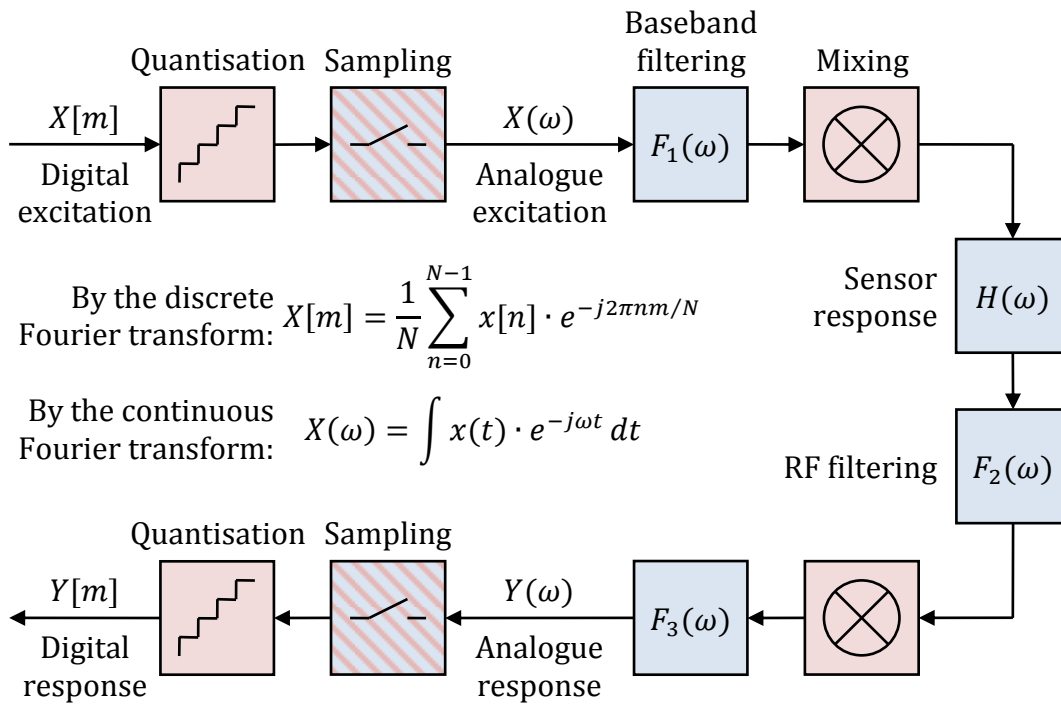 Baseband
Quantisation Sampling filtering Mixing
X[m] X(ω) F₁(ω)
Digital Analogue
excitation excitation
Sensor H(ω)
response
By the discrete
Fourier transform: X[m] = \frac{1}{N} \sum_{n=0}^{N-1} x[n] · e^{-j2πnm/N}
By the continuous
Fourier transform: X(ω) = ∫ x(t) · e^{-jωt} dt
RF filtering F₂(ω)
Quantisation Sampling
Y[m] Y(ω) F₃(ω)
Digital Analogue
response response